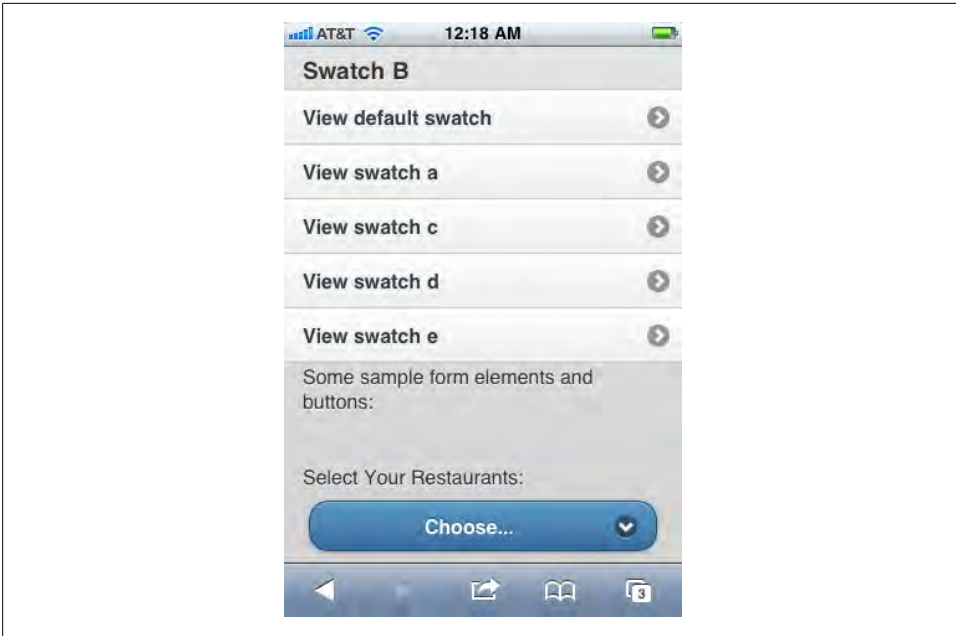 AT&T 12:18 AM
Swatch B
View default swatch
View swatch a
View swatch c
View swatch d
View swatch e
Some sample form elements and
buttons:
Select Your Restaurants:
Choose...
3